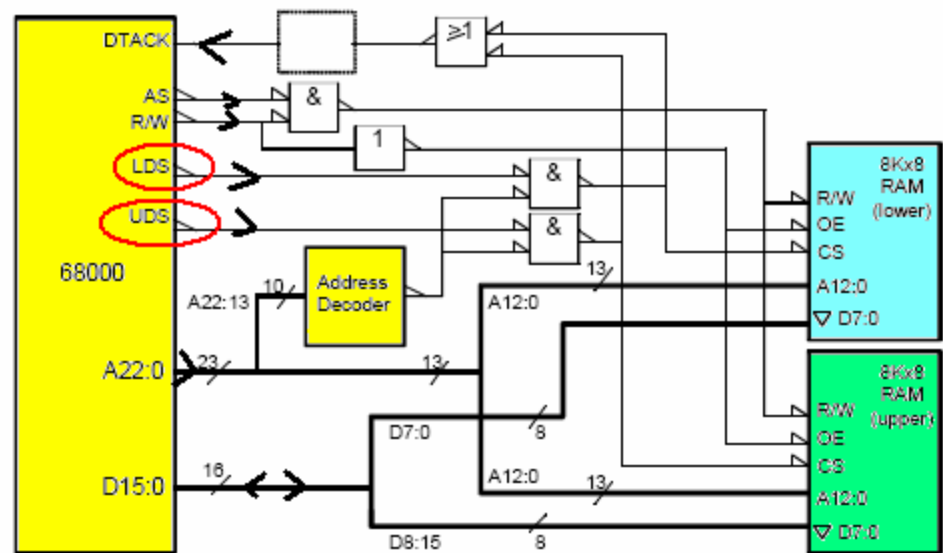 DTACK
≥1
AS
R/W
&
1
LDS
UDS
&
&
68000
A22:13
10
Address
Decoder
A22:0
23
13
A12:0
13
D7:0
8
D15:0
16
A12:0
13
D8:15
8
8Kx8
RAM
(lower)
R/W
OE
CS
A12:0
D7:0
8Kx8
RAM
(upper)
R/W
OE
CS
A12:0
D7:0